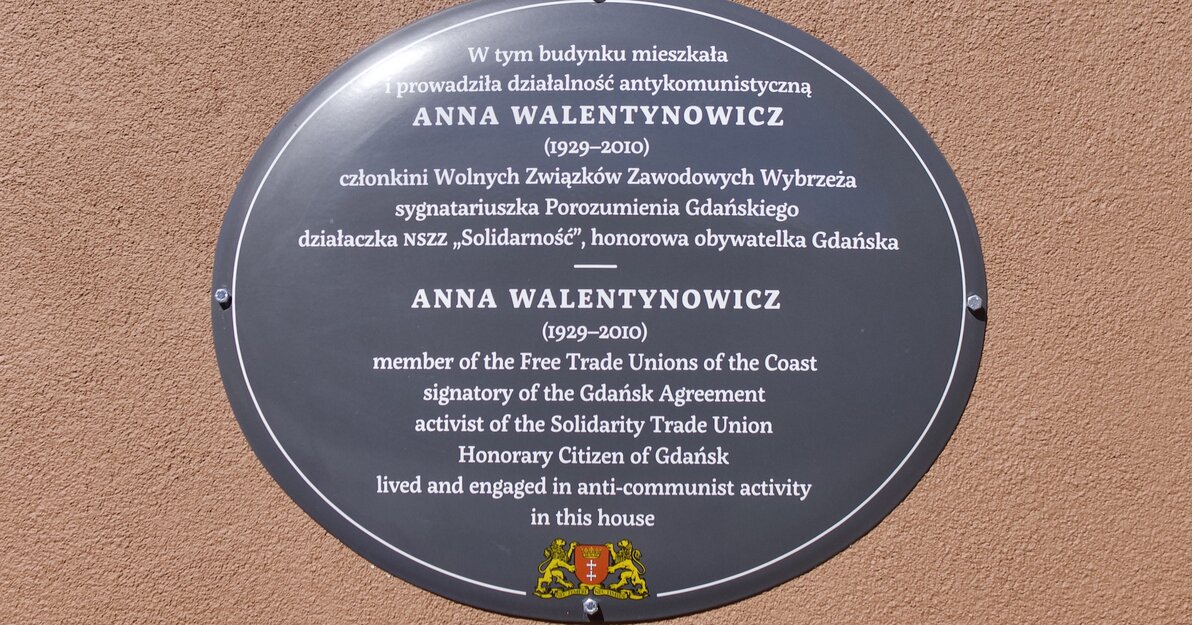 W tym budynku mieszkała
i prowadziła działalność antykomunistyczną
ANNA WALENTYNOWICZ
(1929–2010)
członkini Wolnych Związków Zawodowych Wybrzeża
sygnatariuszka Porozumienia Gdańskiego
działaczka NSZZ „Solidarność”, honorowa obywatelka Gdańska
ANNA WALENTYNOWICZ
(1929–2010)
member of the Free Trade Unions of the Coast
signatory of the Gdańsk Agreement
activist of the Solidarity Trade Union
Honorary Citizen of Gdańsk
lived and engaged in anti-communist activity
in this house